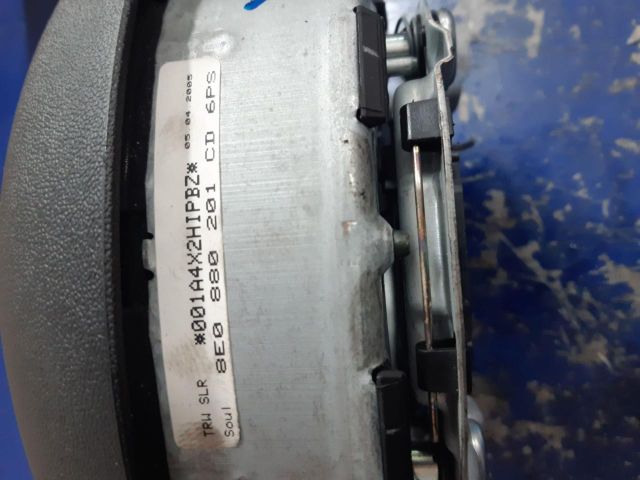 *001A4X2HIPBZ* 05.04 2005
TRW SLR 8E0 880 201 CD 6PS
Soul